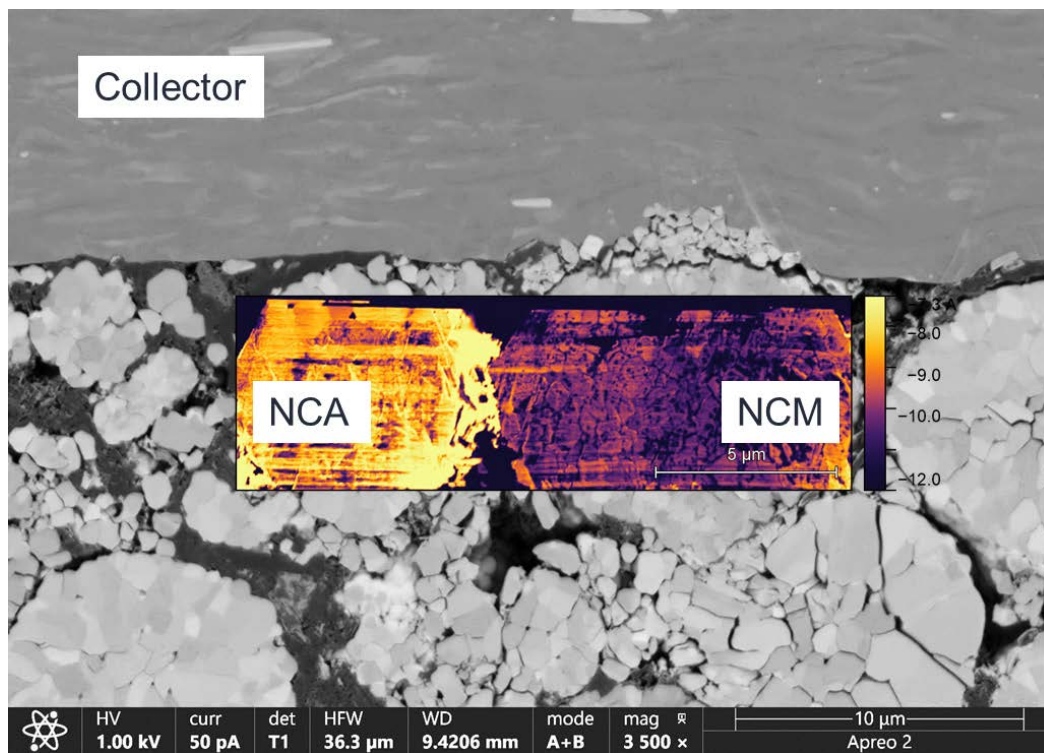 Collector
-7.3 A
-8.0
NCA
NCM
-9.0
-10.0
5 µm
-12.0
HV curr det HFW WD mode mag 10 µm
1.00 kV 50 pA T1 36.3 µm 9.4206 mm A+B 3 500 × Apreo 2